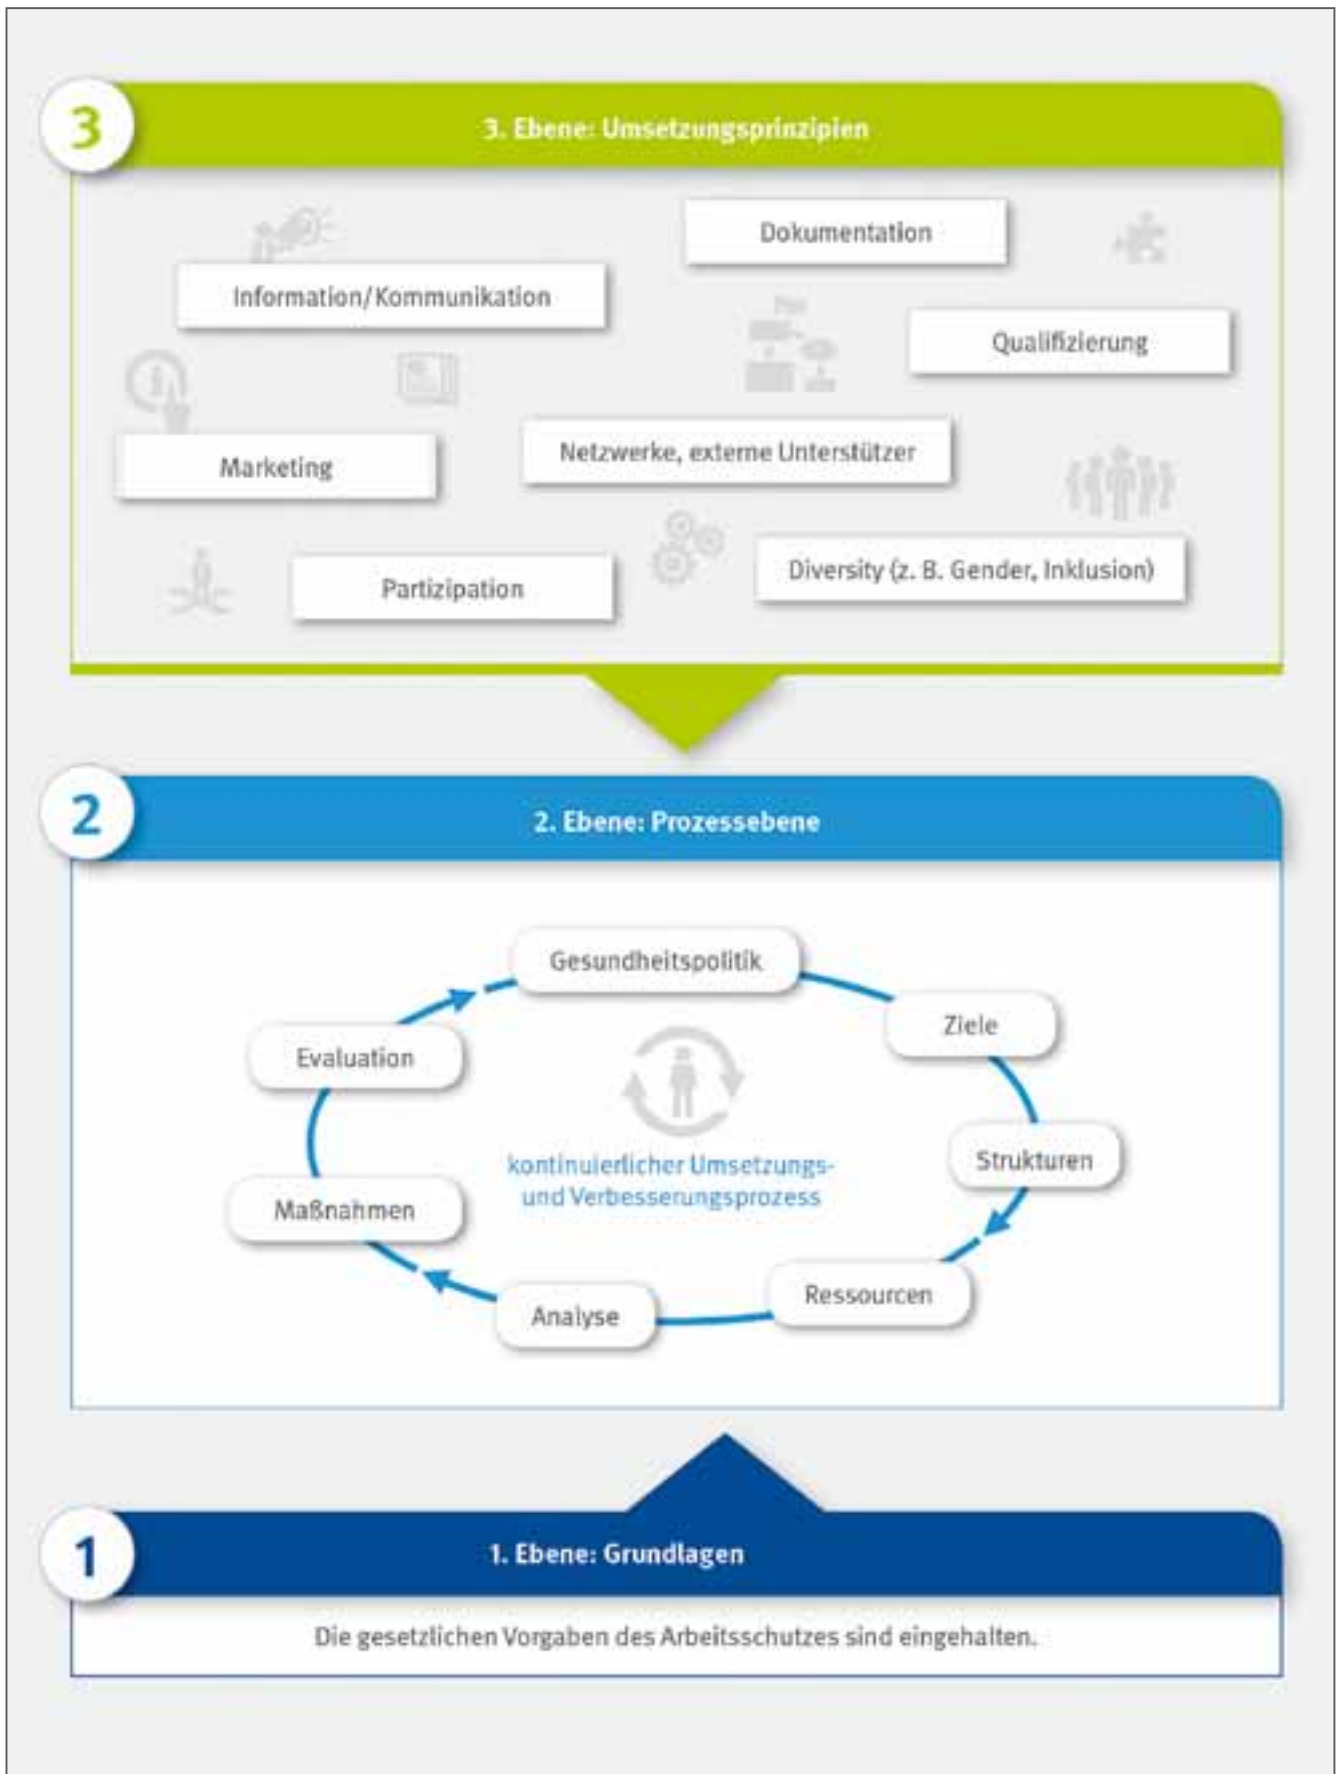 3
3. Ebene: Umsetzungsprinzipien
Dokumentation
Information/Kommunikation
Qualifizierung
Marketing
Netzwerke, externe Unterstützer
Partizipation
Diversity (z. B. Gender, Inklusion)
2
2. Ebene: Prozessebene
Gesundheitspolitik
Ziele
Evaluation
Strukturen
kontinuierlicher Umsetzungs-
und Verbesserungsprozess
Maßnahmen
Ressourcen
Analyse
1
1. Ebene: Grundlagen
Die gesetzlichen Vorgaben des Arbeitsschutzes sind eingehalten.